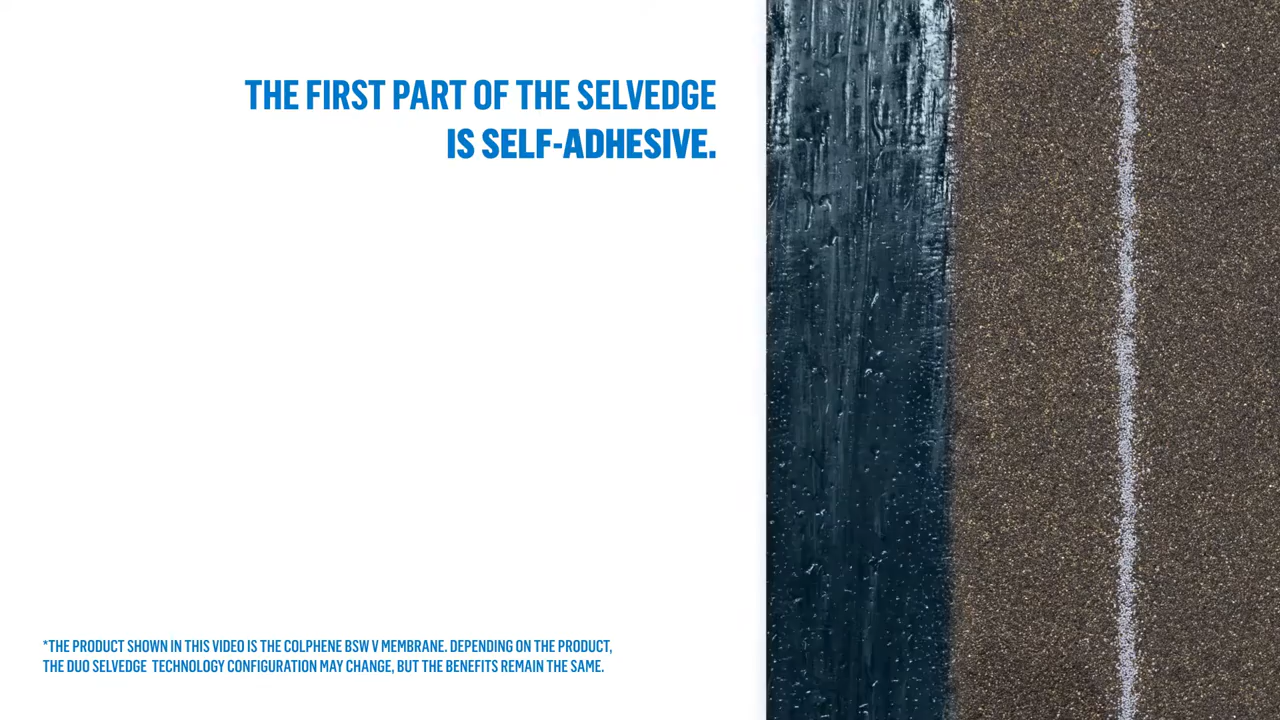 THE FIRST PART OF THE SELVEDGE
IS SELF-ADHESIVE.
*THE PRODUCT SHOWN IN THIS VIDEO IS THE COLPHENE BSW V MEMBRANE. DEPENDING ON THE PRODUCT,
THE DUO SELVEDGE TECHNOLOGY CONFIGURATION MAY CHANGE, BUT THE BENEFITS REMAIN THE SAME.